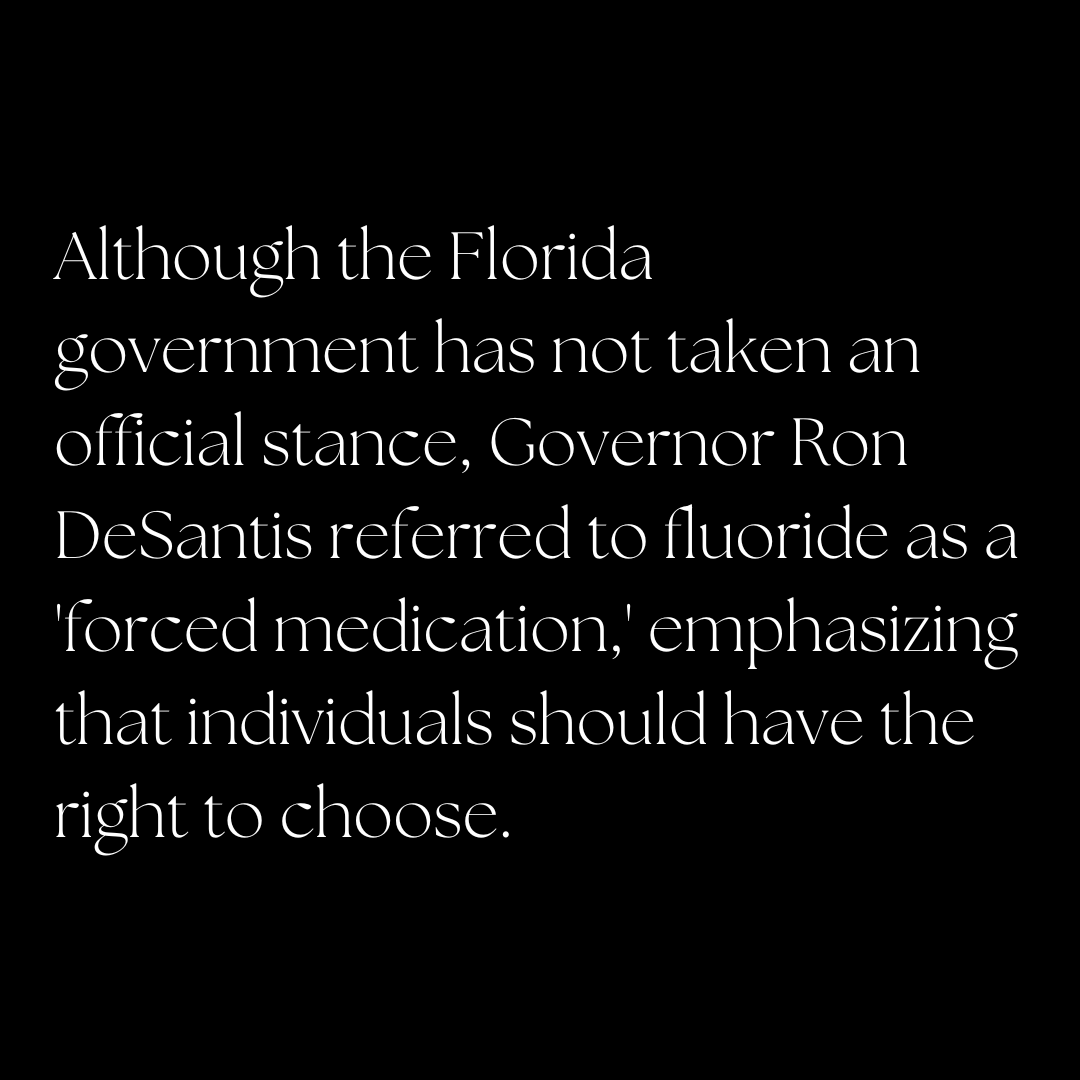 Although the Florida
government has not taken an
official stance, Governor Ron
DeSantis referred to fluoride as a
'forced medication,' emphasizing
that individuals should have the
right to choose.